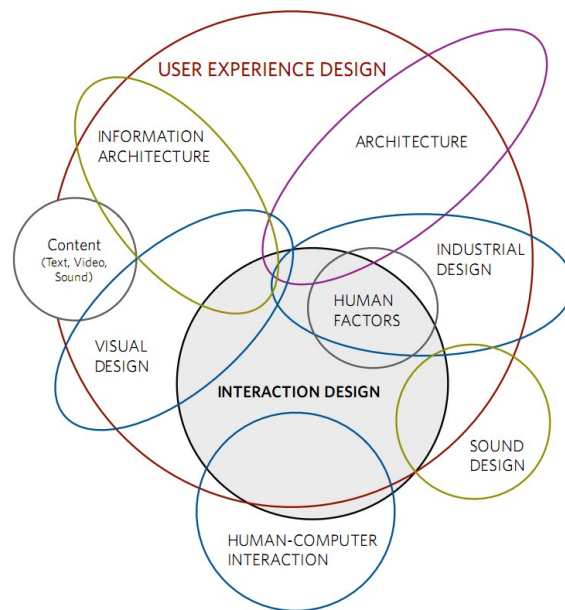 USER EXPERIENCE DESIGN
INFORMATION
ARCHITECTURE
ARCHITECTURE
Content
(Text, Video,
Sound)
INDUSTRIAL
DESIGN
HUMAN
FACTORS
VISUAL
DESIGN
INTERACTION DESIGN
SOUND
DESIGN
HUMAN-COMPUTER
INTERACTION